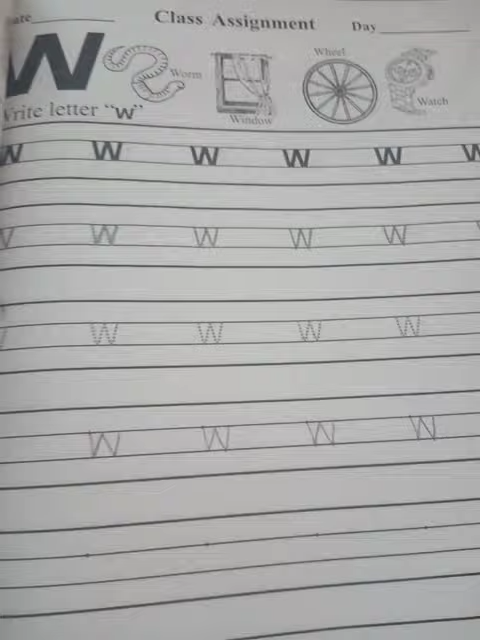 Class Assignment Day
W
Worm
Window
Wheel
Watch
Write letter "w"
W W W W W W
W W W W
W W W W
W W W W